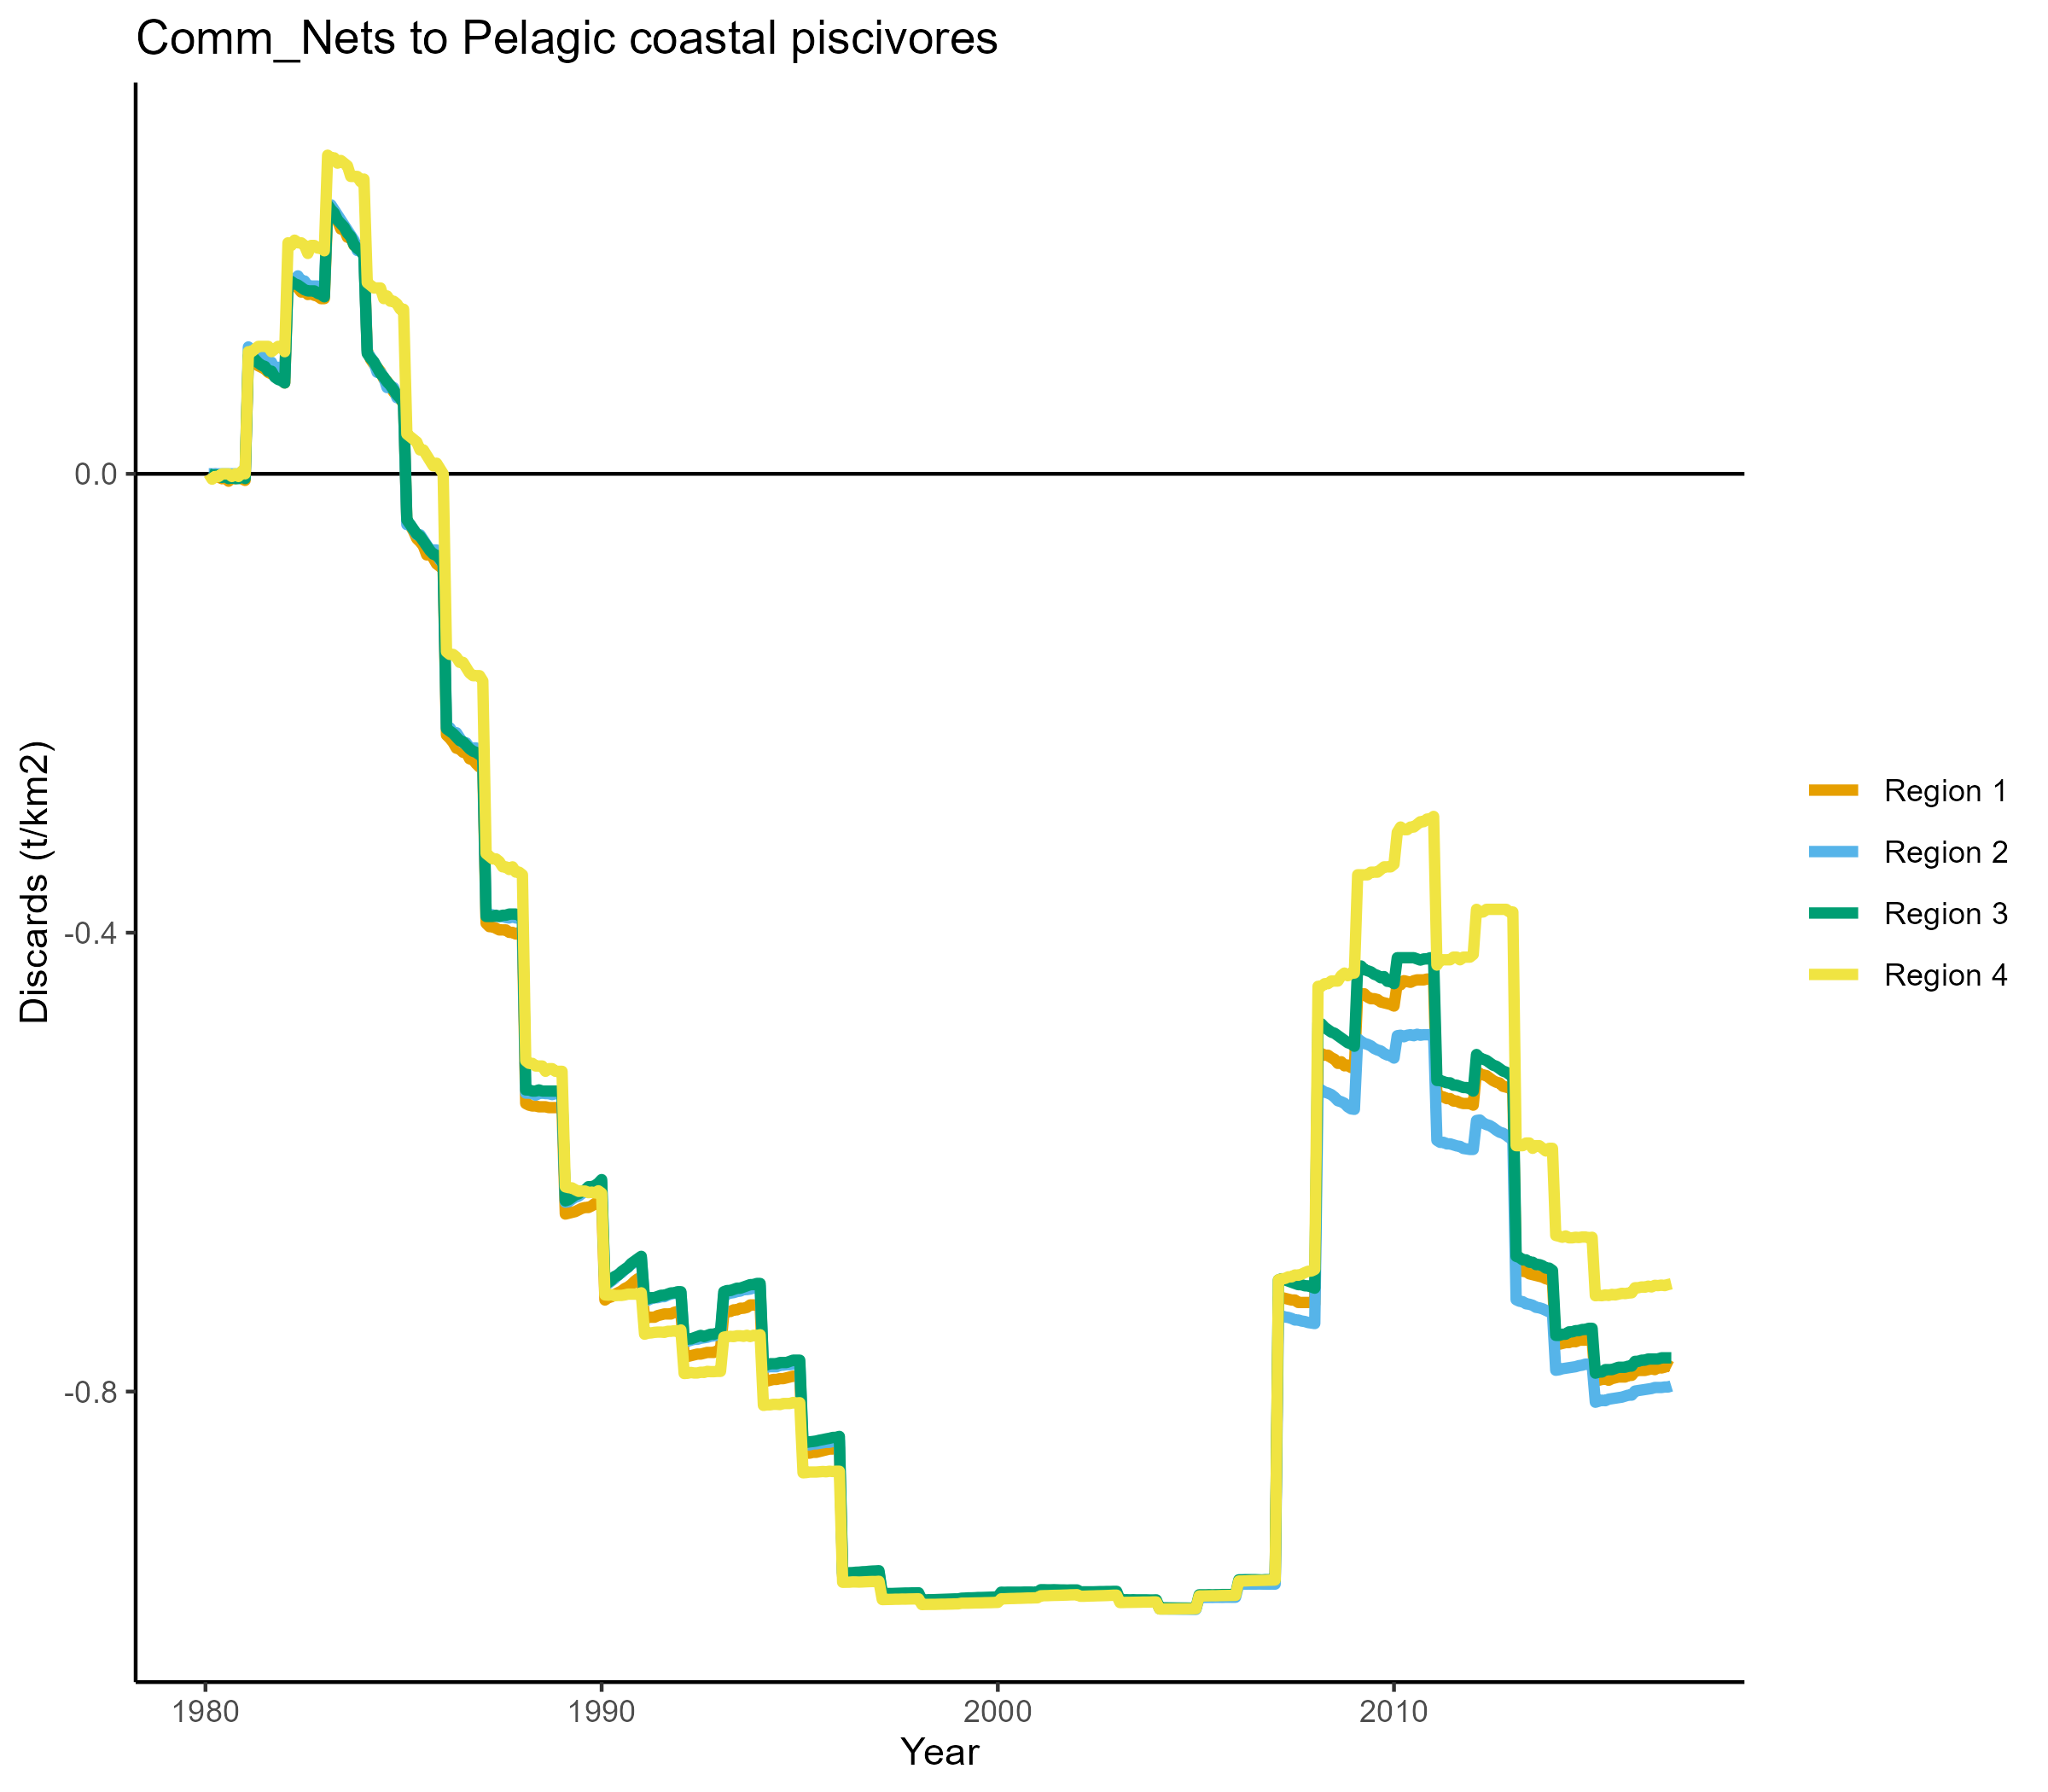 Comm_Nets to Pelagic coastal piscivores
Discards (t/km2)
0.0
-0.4
-0.8
1980
1990
2000
2010
Year
Region 1
Region 2
Region 3
Region 4